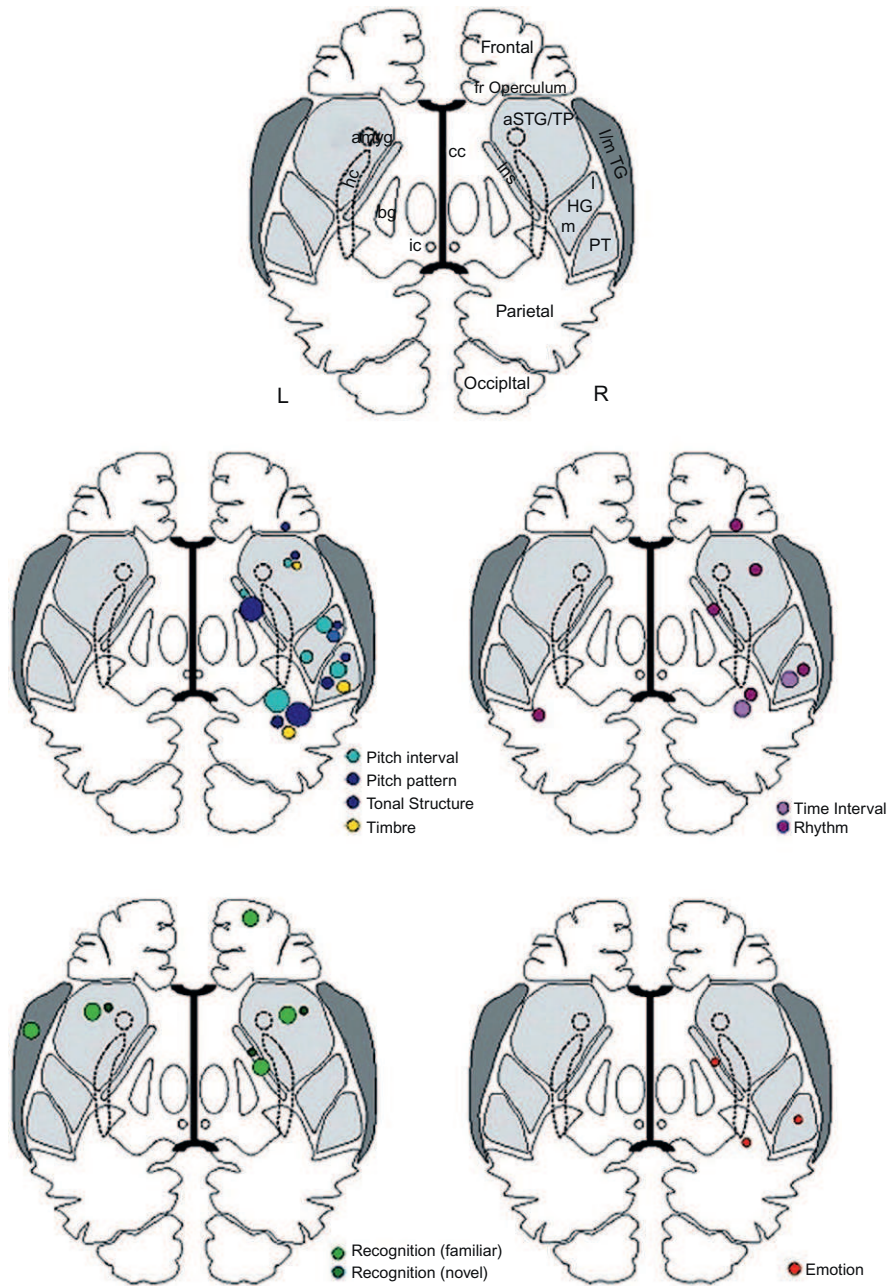 Frontal
fr Operculum
aSTG/TP
amyg
cc
l/m TG
hc
ins
l
HG
bg
m
PT
ic
Parietal
Occipltal
L
R
Pitch interval
Pitch pattern
Tonal Structure
Timbre
Time Interval
Rhythm
Recognition (familiar)
Recognition (novel)
Emotion